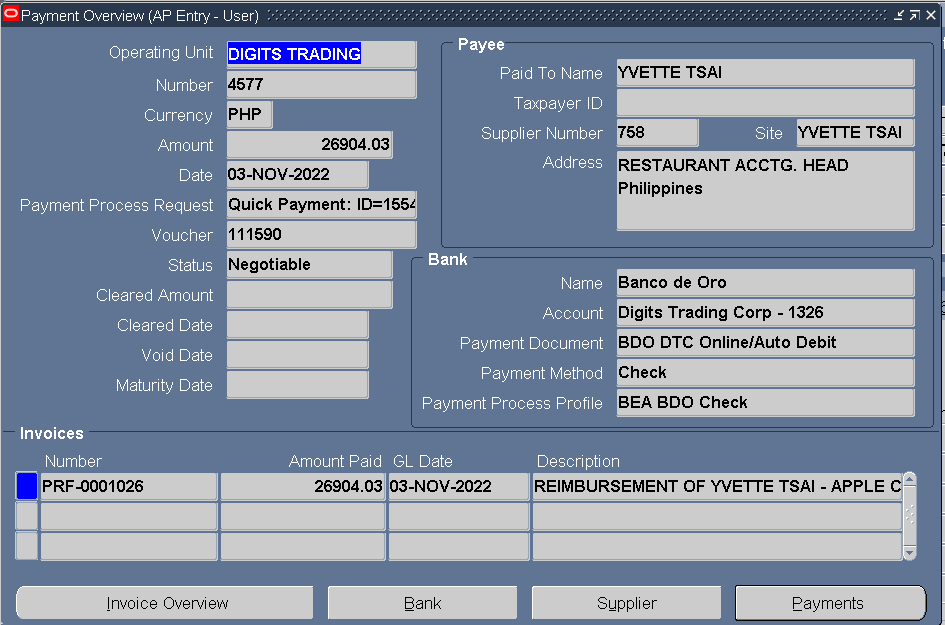 Payment Overview (AP Entry - User)
Operating Unit DIGITS TRADING
Number 4577
Currency PHP
Amount 26904.03
Date 03-NOV-2022
Payment Process Request Quick Payment: ID=1554
Voucher 111590
Status Negotiable
Cleared Amount
Cleared Date
Void Date
Maturity Date
Payee
Paid To Name YVETTE TSAI
Taxpayer ID
Supplier Number 758 Site YVETTE TSAI
Address RESTAURANT ACCTG. HEAD
Philippines
Bank
Name Banco de Oro
Account Digits Trading Corp - 1326
Payment Document BDO DTC Online/Auto Debit
Payment Method Check
Payment Process Profile BEA BDO Check
Invoices
Number Amount Paid GL Date Description
PRF-0001026 26904.03 03-NOV-2022 REIMBURSEMENT OF YVETTE TSAI - APPLE C
Invoice Overview Bank Supplier Payments